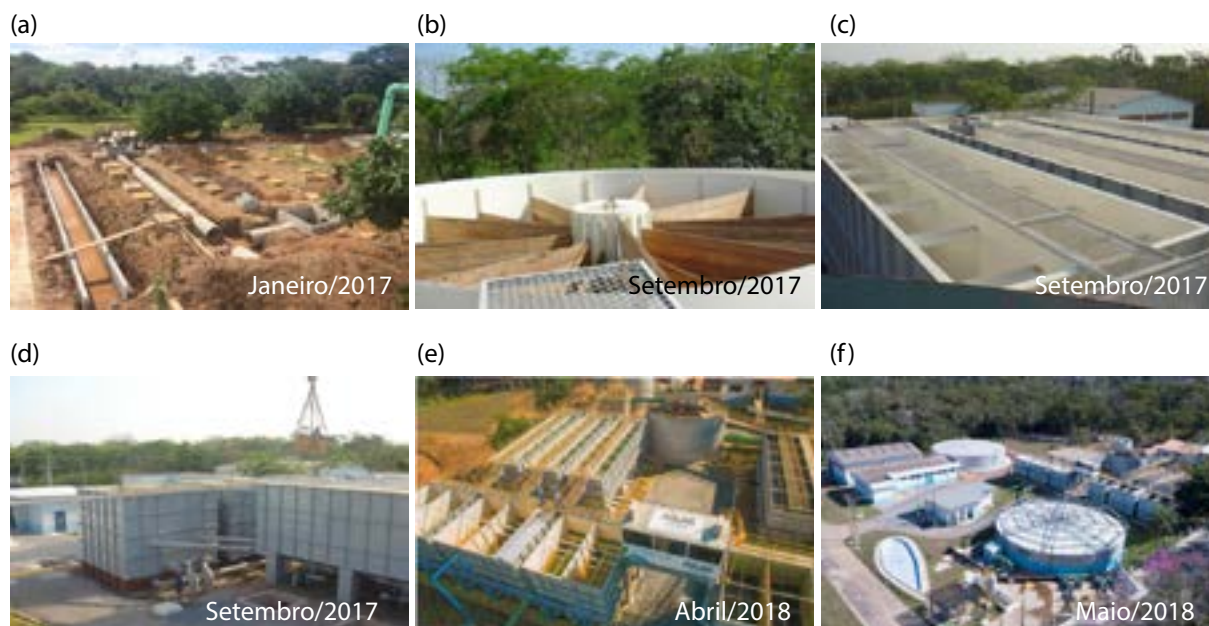 (a)
(b)
(c)
Janeiro/2017
Setembro/2017
Setembro/2017
(d)
(e)
(f)
Setembro/2017
Abril/2018
Maio/2018